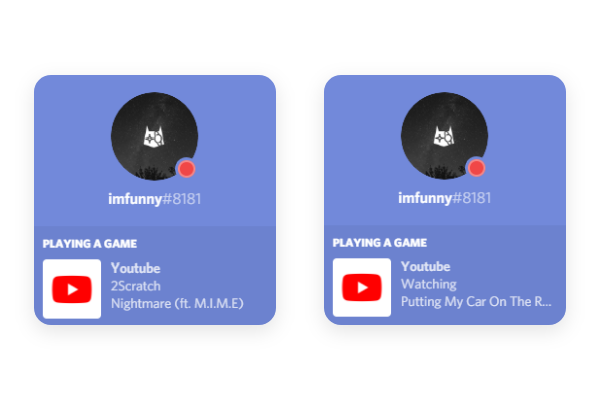 imfunny#8181
PLAYING A GAME
Youtube
2Scratch
Nightmare (ft. M.I.M.E)
imfunny#8181
PLAYING A GAME
Youtube
Watching
Putting My Car On The R...